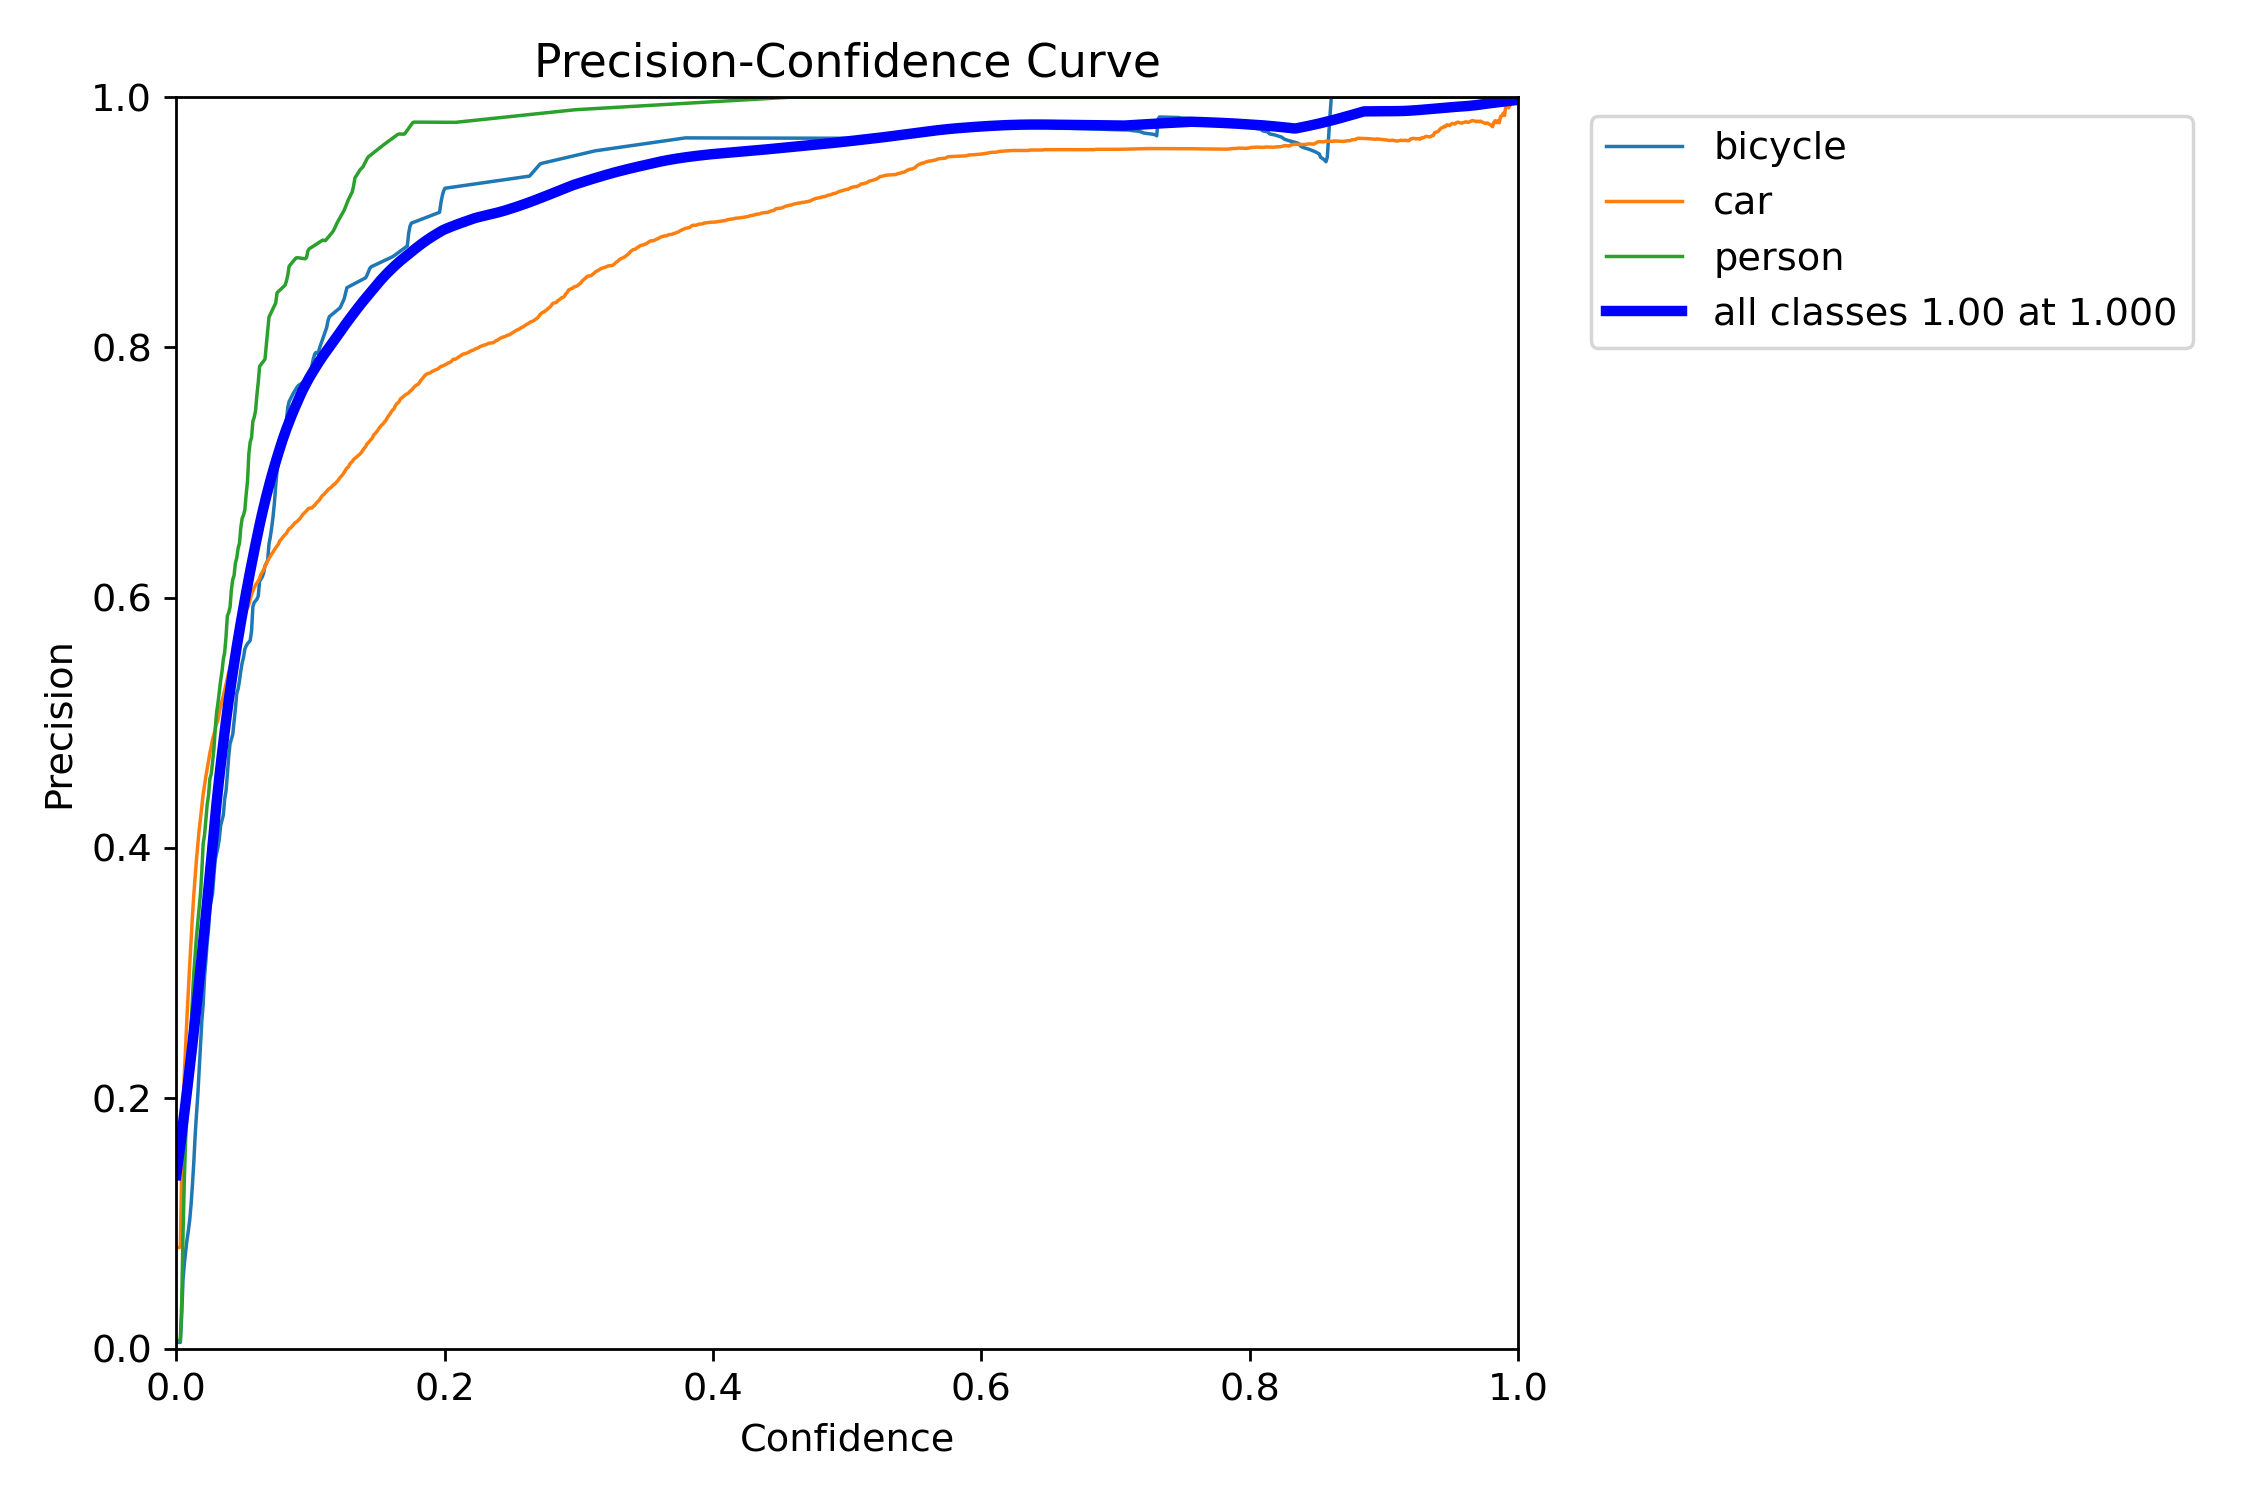 Precision-Confidence Curve
1.0
0.8
0.6
0.4
0.2
0.0
Precision
0.0 0.2 0.4 0.6 0.8 1.0
Confidence
bicycle
car
person
all classes 1.00 at 1.000